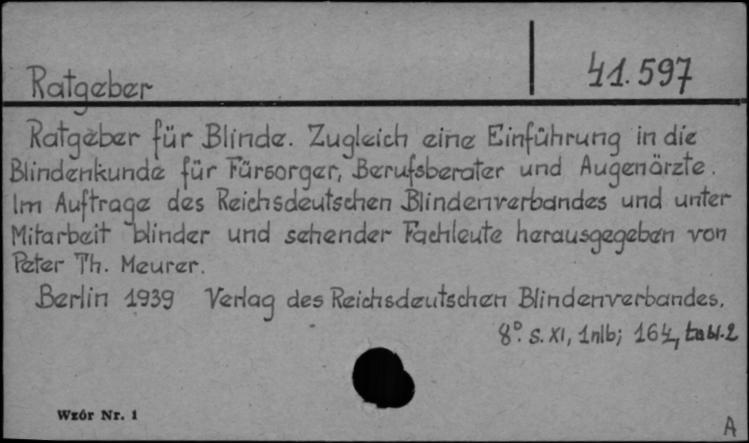 Ratgeber 41.597
Ratgeber für Blinde. Zugleich eine Einführung in die
Blindenkunde für Fürsorger, Berufsberater und Augenärzte.
Im Auftrage des Reichsdeutschen Blindenverbandes und unter
Mitarbeit blinder und sehender Fachleute herausgegeben von
Peter Th. Meurer.
Berlin 1939 Verlag des Reichsdeutschen Blindenverbandes.
8° s. XI, 1nlb; 164, tabl. 2
Wzór Nr. 1
A